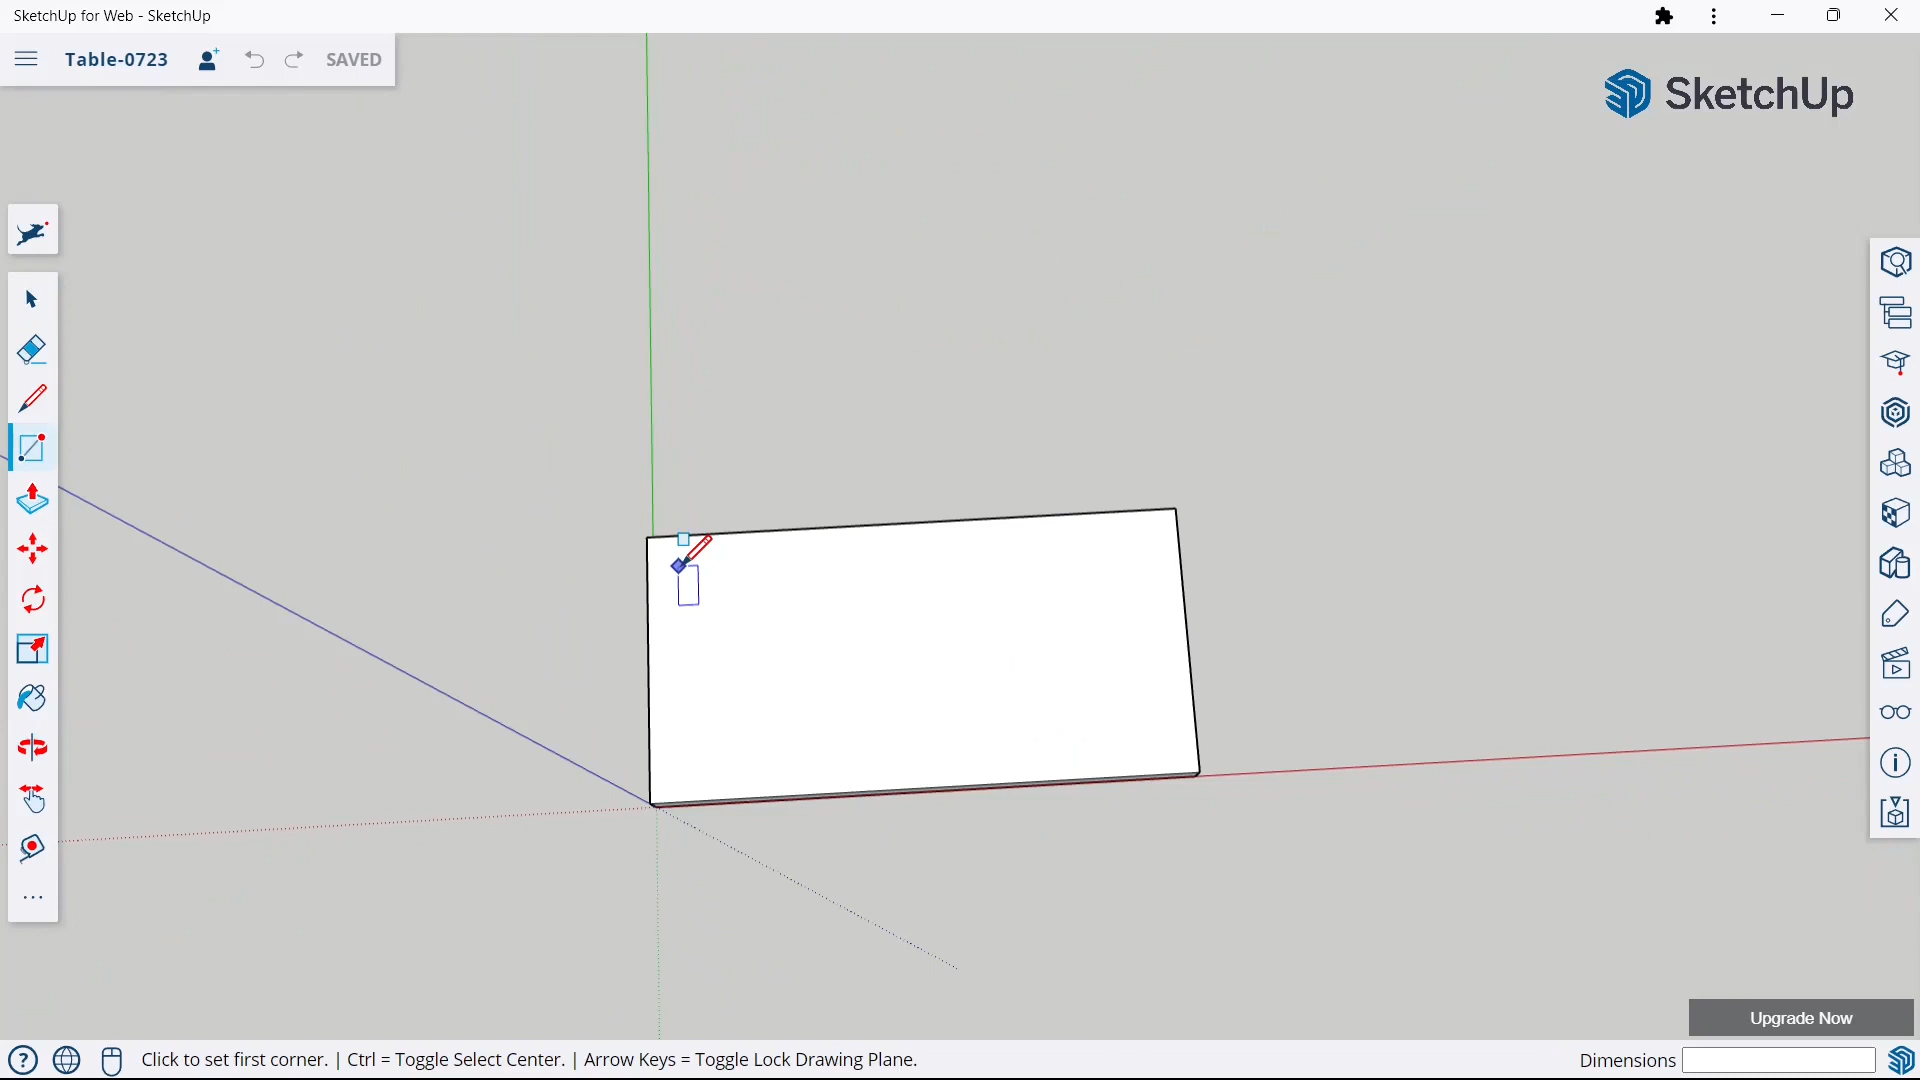 SketchUp for Web - SketchUp
Table-0723
SAVED
SketchUp
Upgrade Now
Click to set first corner. | Ctrl = Toggle Select Center. | Arrow Keys = Toggle Lock Drawing Plane.
Dimensions